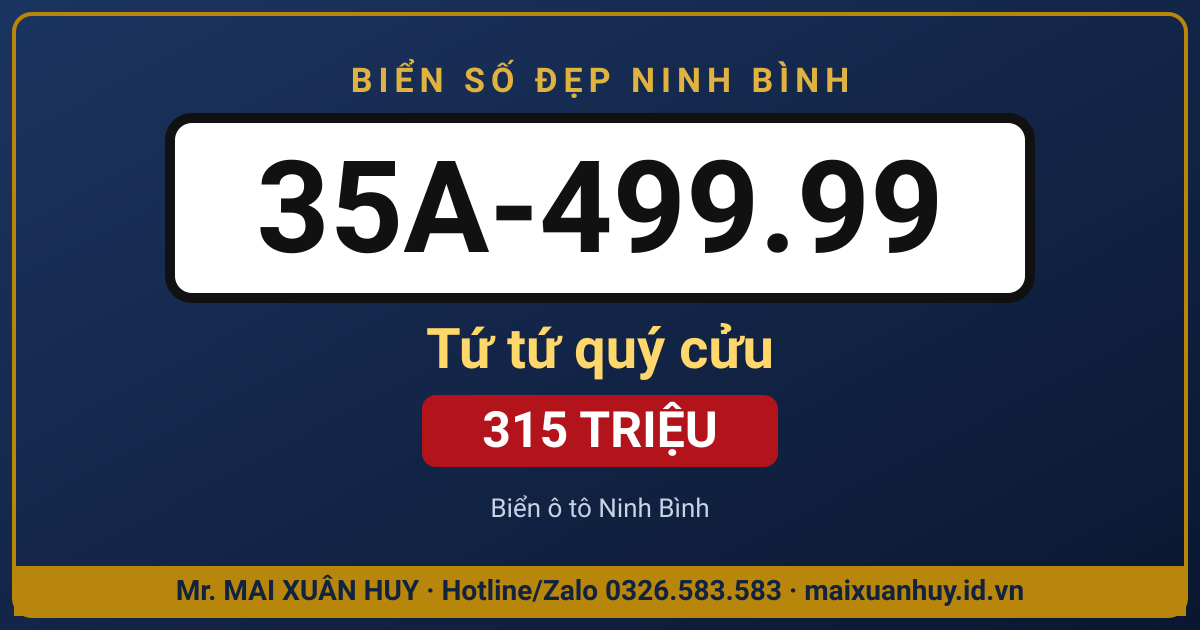 BIỂN SỐ ĐẸP NINH BÌNH
35A-499.99
Tứ tứ quý cửu
315 TRIỆU
Biển ô tô Ninh Bình
Mr. MAI XUÂN HUY · Hotline/Zalo 0326.583.583 · maixuanhuy.id.vn